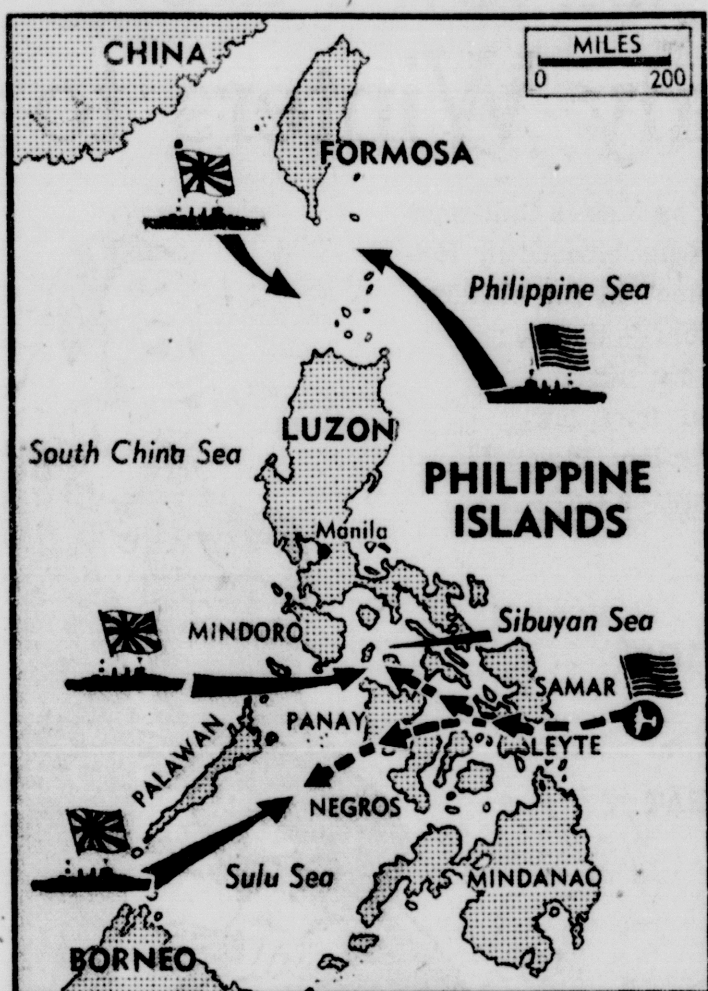 CHINA
MILES
0 200
FORMOSA
Philippine Sea
LUZON
South China Sea
PHILIPPINE
ISLANDS
Manila
MINDORO
Sibuyan Sea
SAMAR
PANAY
LEYTE
PALAWAN
NEGROS
Sulu Sea
MINDANAO
BORNEO